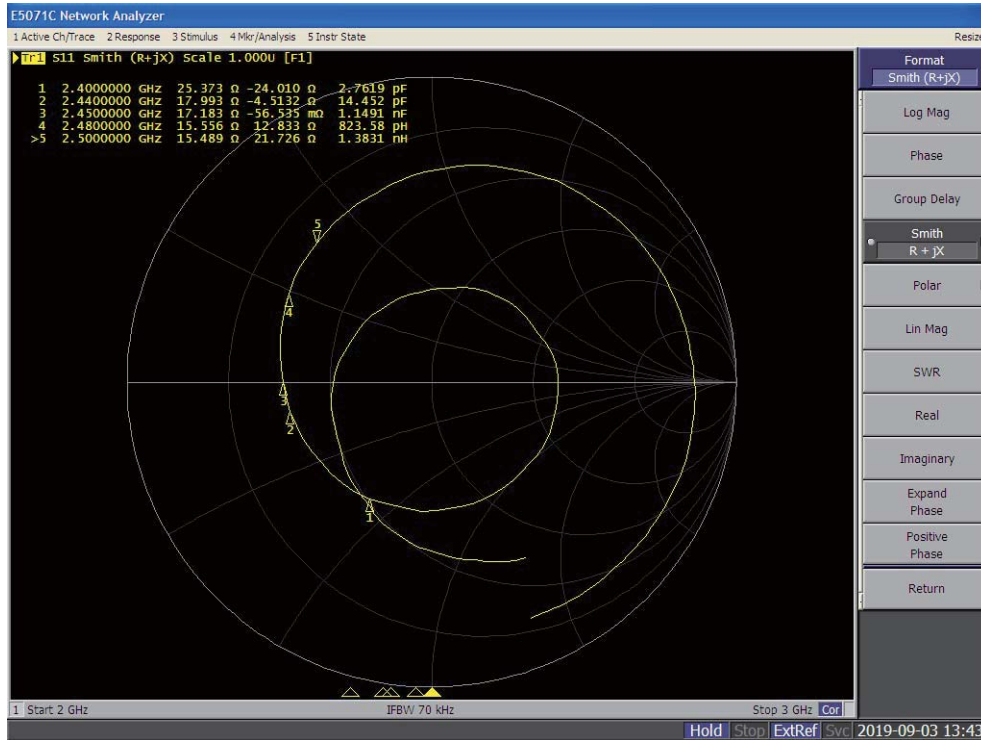 E5071C Network Analyzer
1 Active Ch/Trace 2 Response 3 Stimulus 4 Mkr/Analysis 5 Instr State
Resize
Tr1 S11 Smith (R+jX) Scale 1.000U [F1]
1 2.4000000 GHz 25.373 Ω -24.010 Ω 2.7619 pF
2 2.4400000 GHz 17.993 Ω -4.5132 Ω 14.452 pF
3 2.4500000 GHz 17.183 Ω -56.535 mΩ 1.1491 nF
4 2.4800000 GHz 15.556 Ω 12.833 Ω 823.58 pH
>5 2.5000000 GHz 15.489 Ω 21.726 Ω 1.3831 nH
5
4
3
2
1
Format
Smith (R+jX)
Log Mag
Phase
Group Delay
Smith
R + jX
Polar
Lin Mag
SWR
Real
Imaginary
Expand
Phase
Positive
Phase
Return
1 Start 2 GHz
IFBW 70 kHz
Stop 3 GHz Cor
Hold Stop ExtRef Svc 2019-09-03 13:43